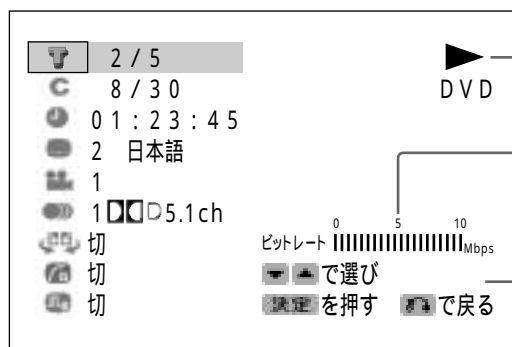 T 2/5
C 8/30
01:23:45
2 日本語
1
1 DD D 5.1ch
切
切
切
DVD
0 5 10
ビットレート Mbps
で選び
決定 を押す で戻る